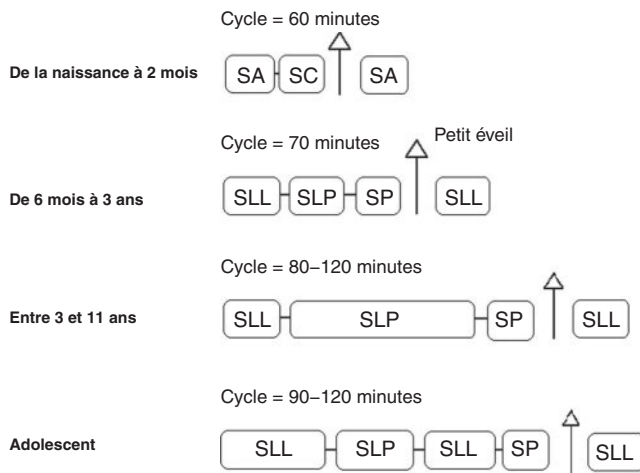 Cycle = 60 minutes
De la naissance à 2 mois
SA SC SA
Cycle = 70 minutes Petit éveil
De 6 mois à 3 ans
SLL SLP SP SLL
Cycle = 80–120 minutes
Entre 3 et 11 ans
SLL SLP SP SLL
Cycle = 90–120 minutes
Adolescent
SLL SLP SLL SP SLL